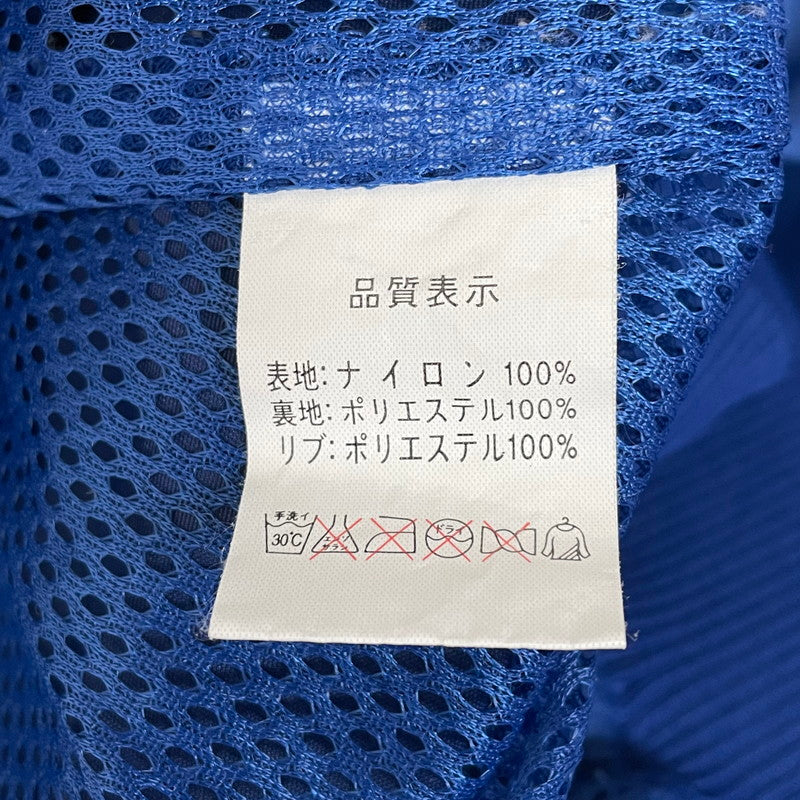 品質表示
表地:ナイロン 100%
裏地:ポリエステル100%
リブ:ポリエステル100%
手洗イ
30℃
エンソ
サラシ
ドライ